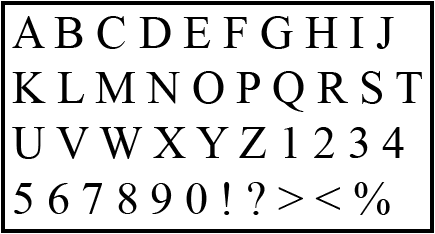 A B C D E F G H I J
K L M N O P Q R S T
U V W X Y Z 1 2 3 4
5 6 7 8 9 0 ! ? > < %